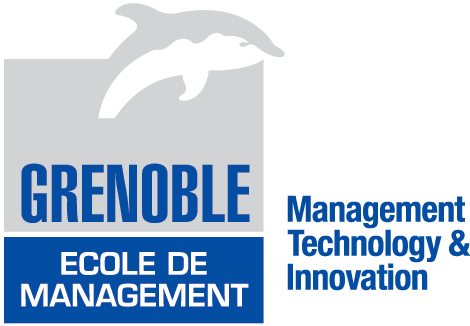 GRENOBLE
ECOLE DE
MANAGEMENT
Management
Technology &
Innovation